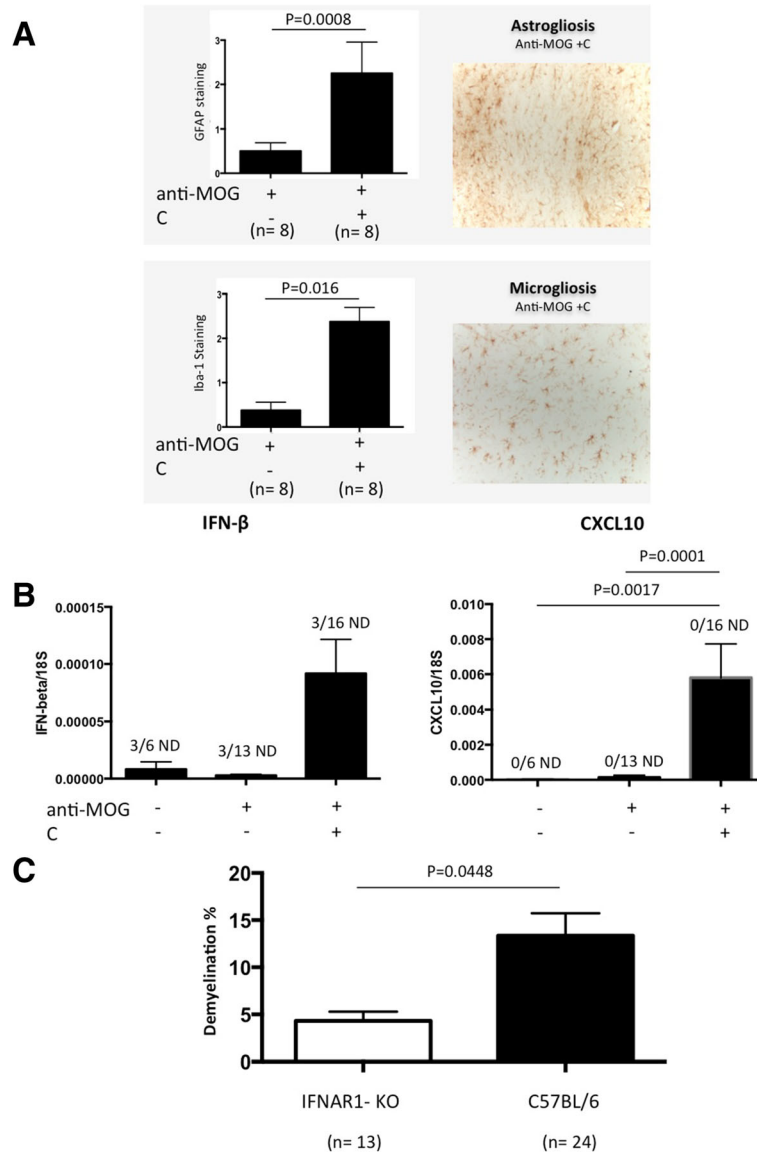 A
P=0.0008
GFAP staining
3
2
1
0
anti-MOG + +
C - +
(n= 8) (n= 8)
Astrogliosis
Anti-MOG +C
P=0.016
Iba-1 Staining
3
2
1
0
anti-MOG + +
C - +
(n= 8) (n= 8)
Microgliosis
Anti-MOG +C
B
IFN-β
IFN-beta/18S
0.00015
0.00010
0.00005
0.00000
3/6 ND
3/13 ND
3/16 ND
anti-MOG - + +
C - - +
CXCL10
P=0.0001
P=0.0017
CXCL10/18S
0.010
0.008
0.006
0.004
0.002
0.000
0/6 ND
0/13 ND
0/16 ND
- + +
- - +
C
P=0.0448
Demyelination %
20
15
10
5
0
IFNAR1- KO C57BL/6
(n= 13) (n= 24)